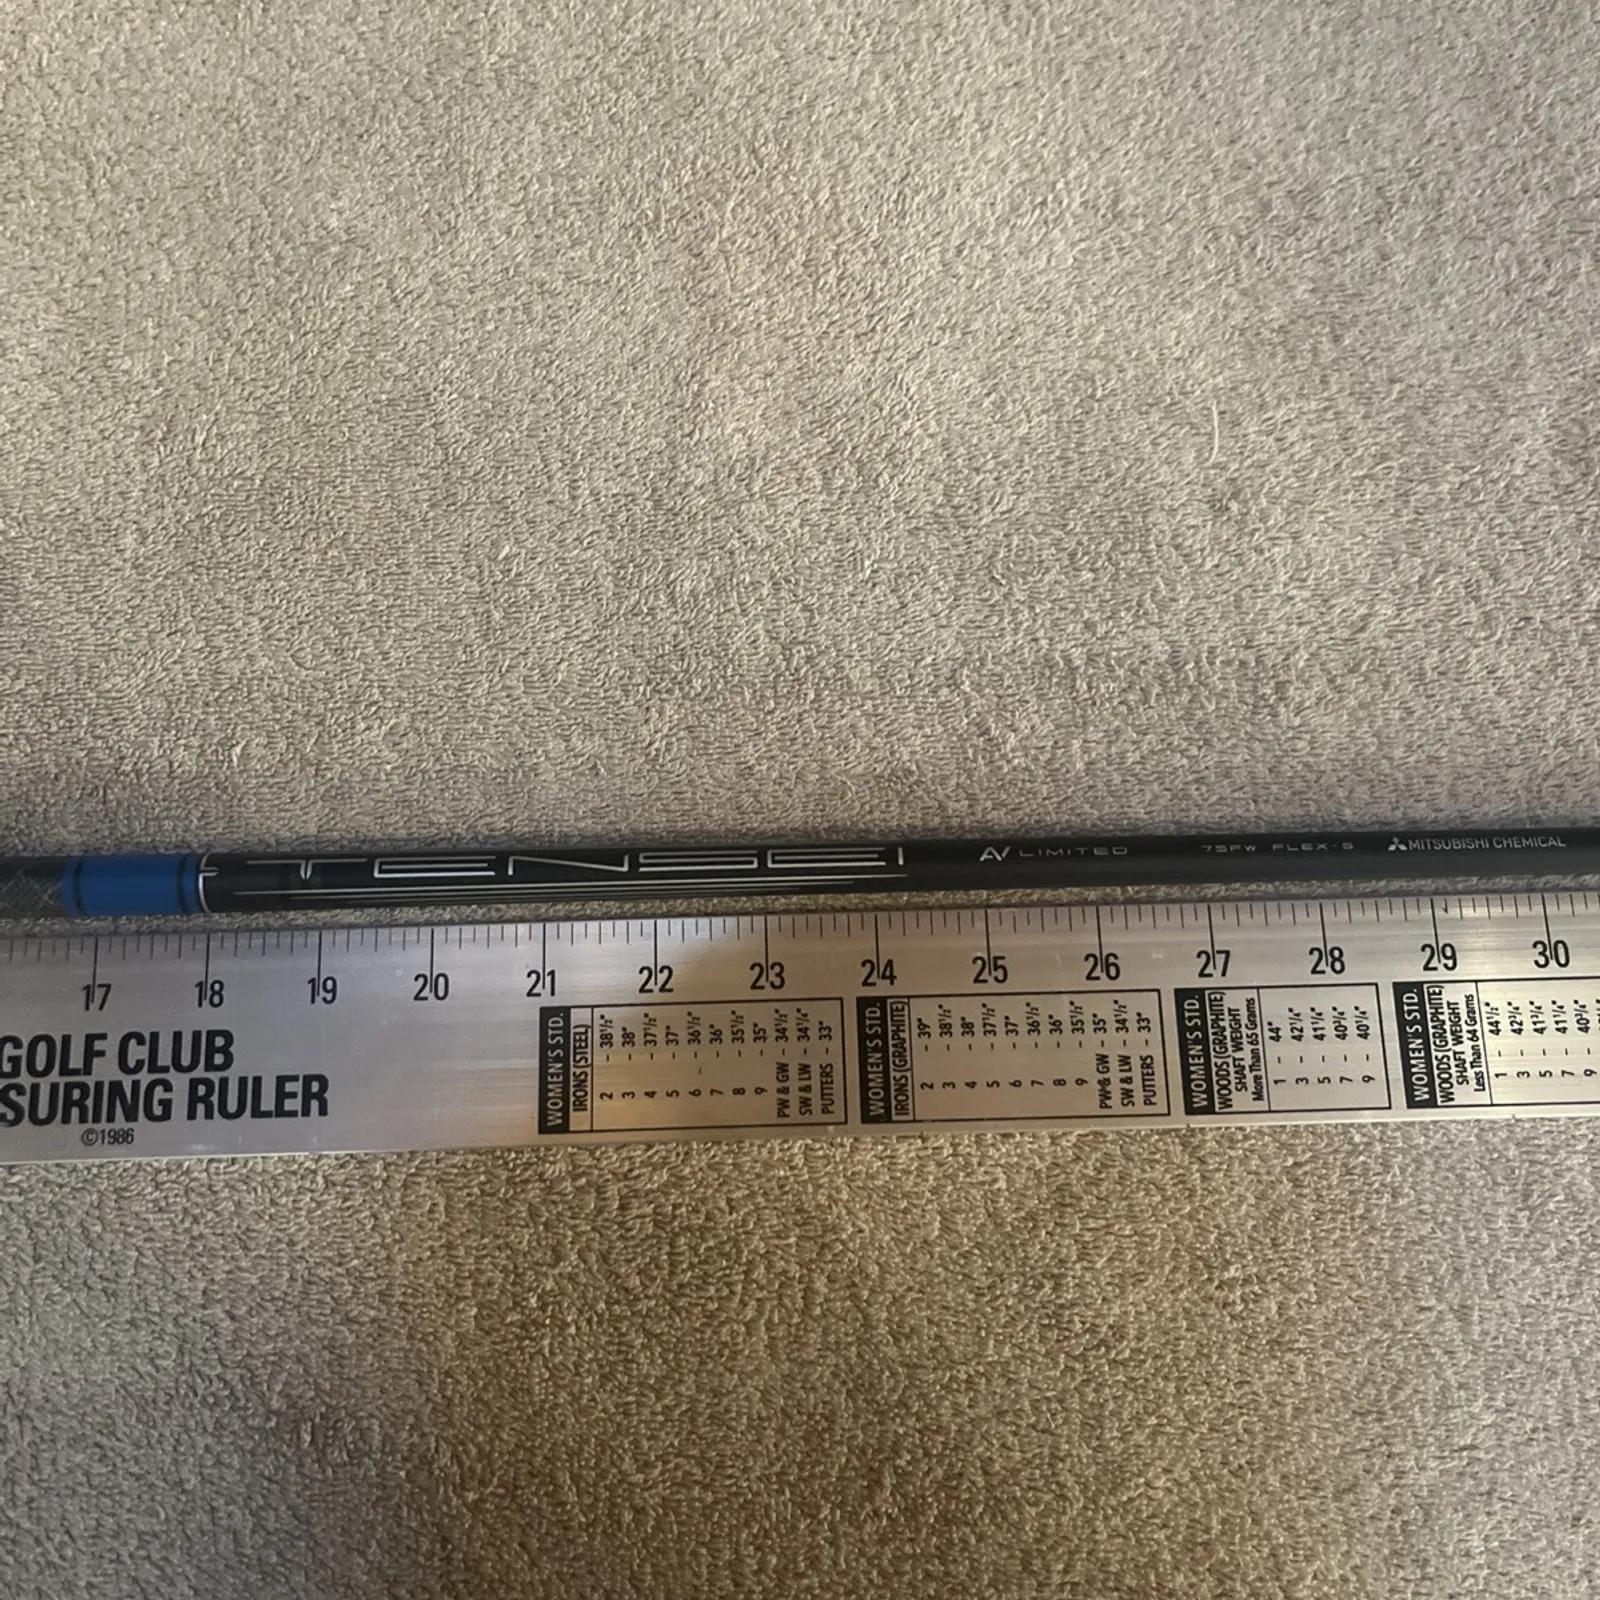 TENSEI AV LIMITED 75FW FLEX-S MITSUBISHI CHEMICAL
17 18 19 20 21 22 23 24 25 26 27 28 29 30
GOLF CLUB
SURING RULER
©1986
WOMEN'S STD.
IRONS (STEEL)
2 - 38½"
3 - 38"
4 - 37½"
5 - 37"
6 - 36½"
7 - 36"
8 - 35½"
9 - 35"
PW & GW - 34½"
SW & LW - 34¼"
PUTTERS - 33"
WOMEN'S STD.
IRONS (GRAPHITE)
2 - 39"
3 - 38½"
4 - 38"
5 - 37½"
6 - 37"
7 - 36½"
8 - 36"
9 - 35½"
PW & GW - 35"
SW & LW - 34½"
PUTTERS - 33"
WOMEN'S STD.
WOODS (GRAPHITE)
SHAFT WEIGHT
More Than 65 Grams
1 - 44"
3 - 42¼"
5 - 41¼"
7 - 40¾"
9 - 40¼"
WOMEN'S STD.
WOODS (GRAPHITE)
SHAFT WEIGHT
Less Than 64 Grams
1 - 44½"
3 - 42¾"
5 - 41¾"
7 - 41¼"
9 - 40¾"